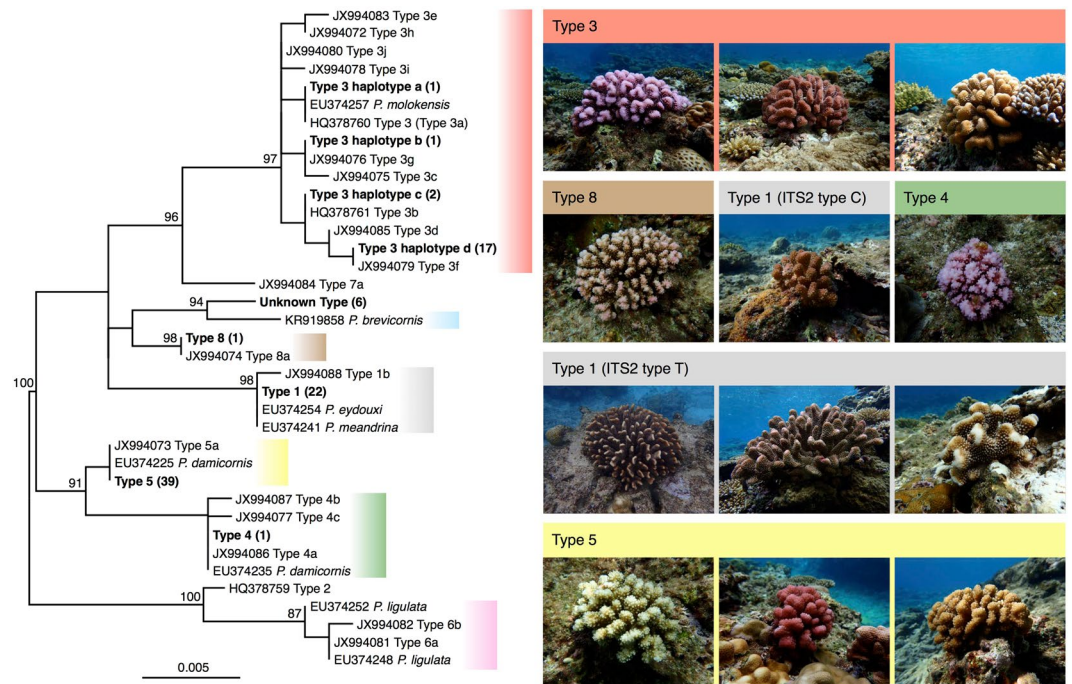 JX994083 Type 3e
JX994072 Type 3h
JX994080 Type 3j
JX994078 Type 3i
Type 3 haplotype a (1)
EU374257 P. molokensis
HQ378760 Type 3 (Type 3a)
Type 3 haplotype b (1)
97
JX994076 Type 3g
JX994075 Type 3c
Type 3 haplotype c (2)
HQ378761 Type 3b
96
JX994085 Type 3d
Type 3 haplotype d (17)
JX994079 Type 3f
JX994084 Type 7a
94
Unknown Type (6)
KR919858 P. brevicornis
98
Type 8 (1)
JX994074 Type 8a
JX994088 Type 1b
98
100
Type 1 (22)
EU374254 P. eydouxi
EU374241 P. meandrina
JX994073 Type 5a
EU374225 P. damicornis
91
Type 5 (39)
JX994087 Type 4b
JX994077 Type 4c
Type 4 (1)
JX994086 Type 4a
EU374235 P. damicornis
HQ378759 Type 2
100
EU374252 P. ligulata
87
JX994082 Type 6b
JX994081 Type 6a
EU374248 P. ligulata
0.005
Type 3
Type 8
Type 1 (ITS2 type C)
Type 4
Type 1 (ITS2 type T)
Type 5